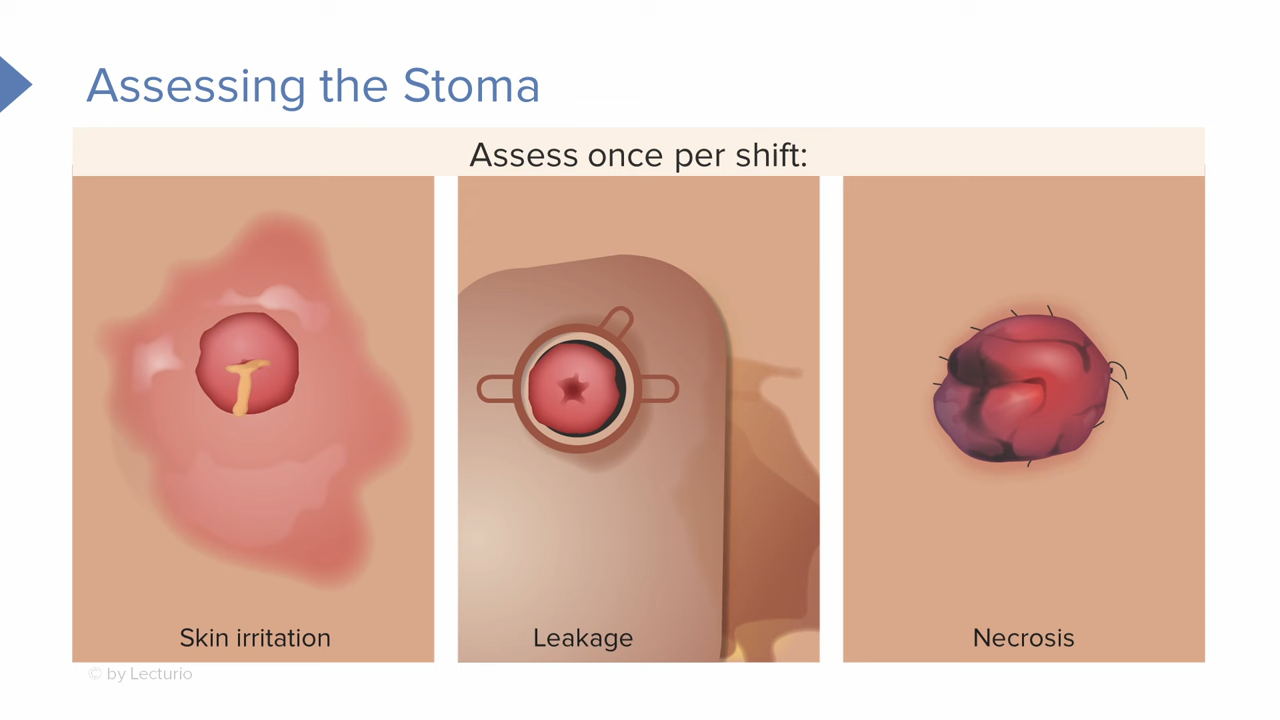 Assessing the Stoma
Assess once per shift:
Skin irritation
Leakage
Necrosis
© by Lecturio